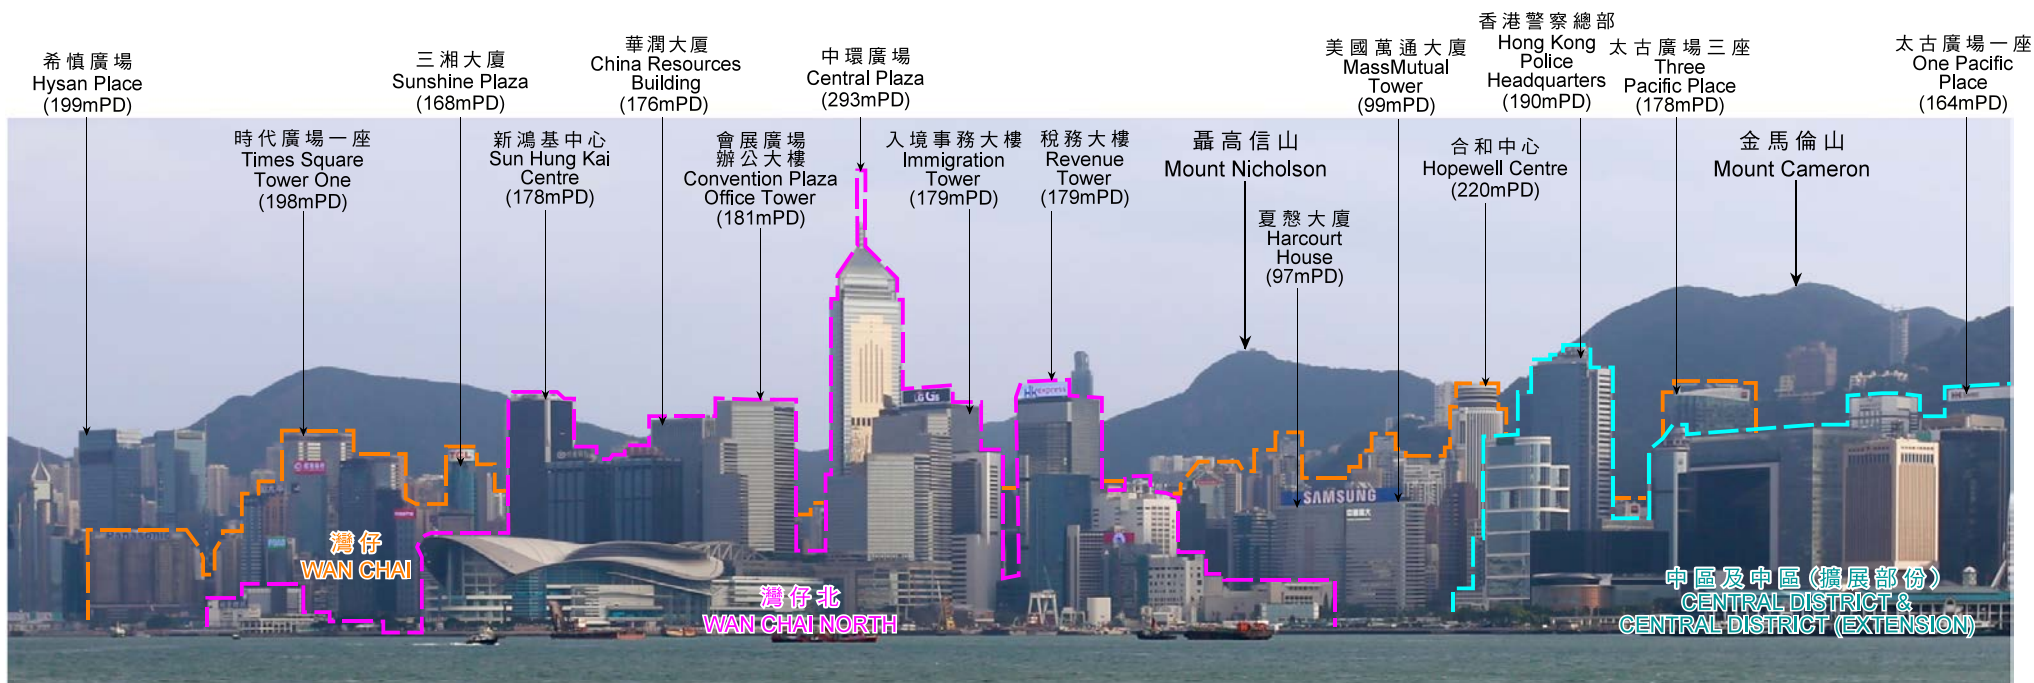 希慎廣場
Hysan Place
(199mPD)
時代廣場一座
Times Square
Tower One
(198mPD)
三湘大廈
Sunshine Plaza
(168mPD)
新鴻基中心
Sun Hung Kai
Centre
(178mPD)
華潤大厦
China Resources
Building
(176mPD)
會展廣場
辦公大樓
Convention Plaza
Office Tower
(181mPD)
中環廣場
Central Plaza
(293mPD)
入境事務大樓
Immigration
Tower
(179mPD)
稅務大樓
Revenue
Tower
(179mPD)
聶高信山
Mount Nicholson
夏慤大廈
Harcourt
House
(97mPD)
美國萬通大廈
MassMutual
Tower
(99mPD)
合和中心
Hopewell Centre
(220mPD)
香港警察總部
Hong Kong
Police
Headquarters
(190mPD)
太古廣場三座
Three
Pacific Place
(178mPD)
金馬倫山
Mount Cameron
太古廣場一座
One Pacific
Place
(164mPD)
TCL
LG G6
HK express
SAMSUNG
Panasonic
灣仔
WAN CHAI
灣仔北
WAN CHAI NORTH
中區及中區(擴展部份)
CENTRAL DISTRICT &
CENTRAL DISTRICT (EXTENSION)